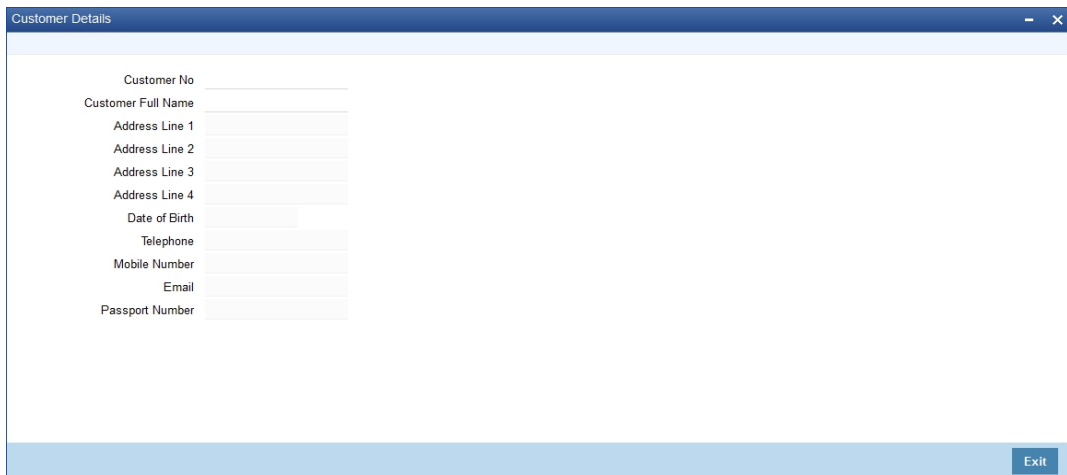 Customer Details
Customer No
Customer Full Name
Address Line 1
Address Line 2
Address Line 3
Address Line 4
Date of Birth
Telephone
Mobile Number
Email
Passport Number
Exit